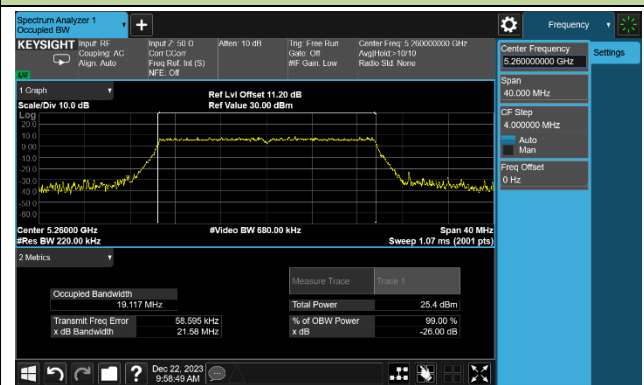 Spectrum Analyzer 1
Occupied BW
Frequency
KEYSIGHT
Input: RF
Coupling: AC
Align: Auto
Input Z: 50 Ω
Corr CCorr
Freq Ref: Int (S)
NFE: Off
Atten: 10 dB
Trig: Free Run
Gate: Off
#IF Gain: Low
Center Freq: 5.260000000 GHz
Avg|Hold:>10/10
Radio Std: None
Center Frequency
5.260000000 GHz
Settings
Span
40.000 MHz
CF Step
4.000000 MHz
Auto
Man
Freq Offset
0 Hz
1 Graph
Scale/Div 10.0 dB
Ref Lvl Offset 11.20 dB
Ref Value 30.00 dBm
Log
20.0
10.0
0.00
-10.0
-20.0
-30.0
-40.0
-50.0
-60.0
Center 5.26000 GHz
#Res BW 220.00 kHz
#Video BW 680.00 kHz
Span 40 MHz
Sweep 1.07 ms (2001 pts)
2 Metrics
Measure Trace
Trace 1
Occupied Bandwidth
19.117 MHz
Total Power
25.4 dBm
Transmit Freq Error
58.595 kHz
% of OBW Power
99.00 %
x dB Bandwidth
21.58 MHz
x dB
-26.00 dB
Dec 22, 2023
9:58:49 AM